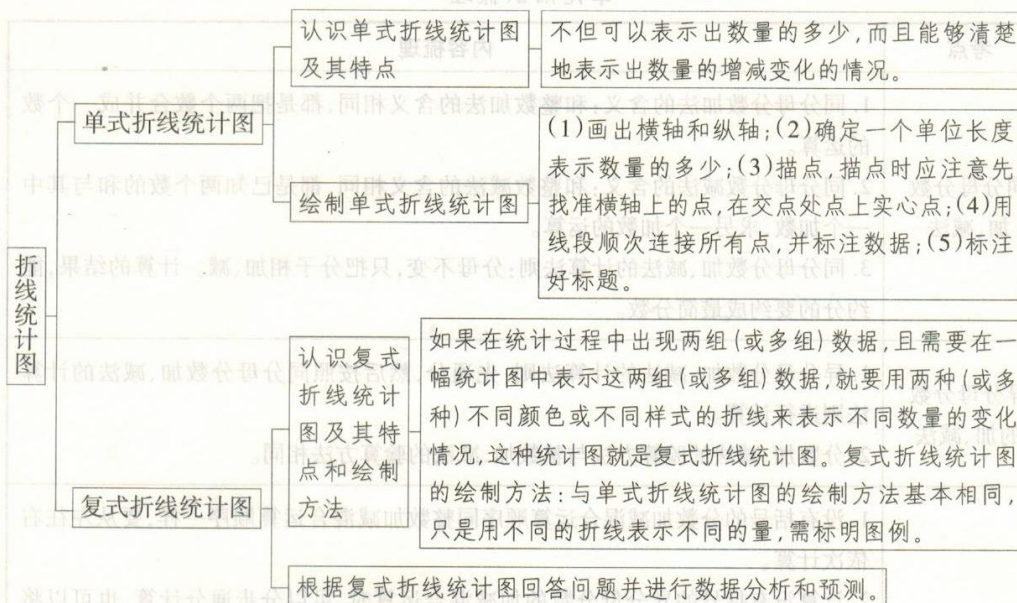 折线统计图
单式折线统计图
认识单式折线统计图
及其特点
不但可以表示出数量的多少,而且能够清楚
地表示出数量的增减变化的情况。
绘制单式折线统计图
(1)画出横轴和纵轴;(2)确定一个单位长度
表示数量的多少;(3)描点,描点时应注意先
找准横轴上的点,在交点处点上实心点;(4)用
线段顺次连接所有点,并标注数据;(5)标注
好标题。
复式折线统计图
认识复式
折线统计
图及其特
点和绘制
方法
如果在统计过程中出现两组(或多组)数据,且需要在一
幅统计图中表示这两组(或多组)数据,就要用两种(或多
种)不同颜色或不同样式的折线来表示不同数量的变化
情况,这种统计图就是复式折线统计图。复式折线统计图
的绘制方法:与单式折线统计图的绘制方法基本相同,
只是用不同的折线表示不同的量,需标明图例。
根据复式折线统计图回答问题并进行数据分析和预测。